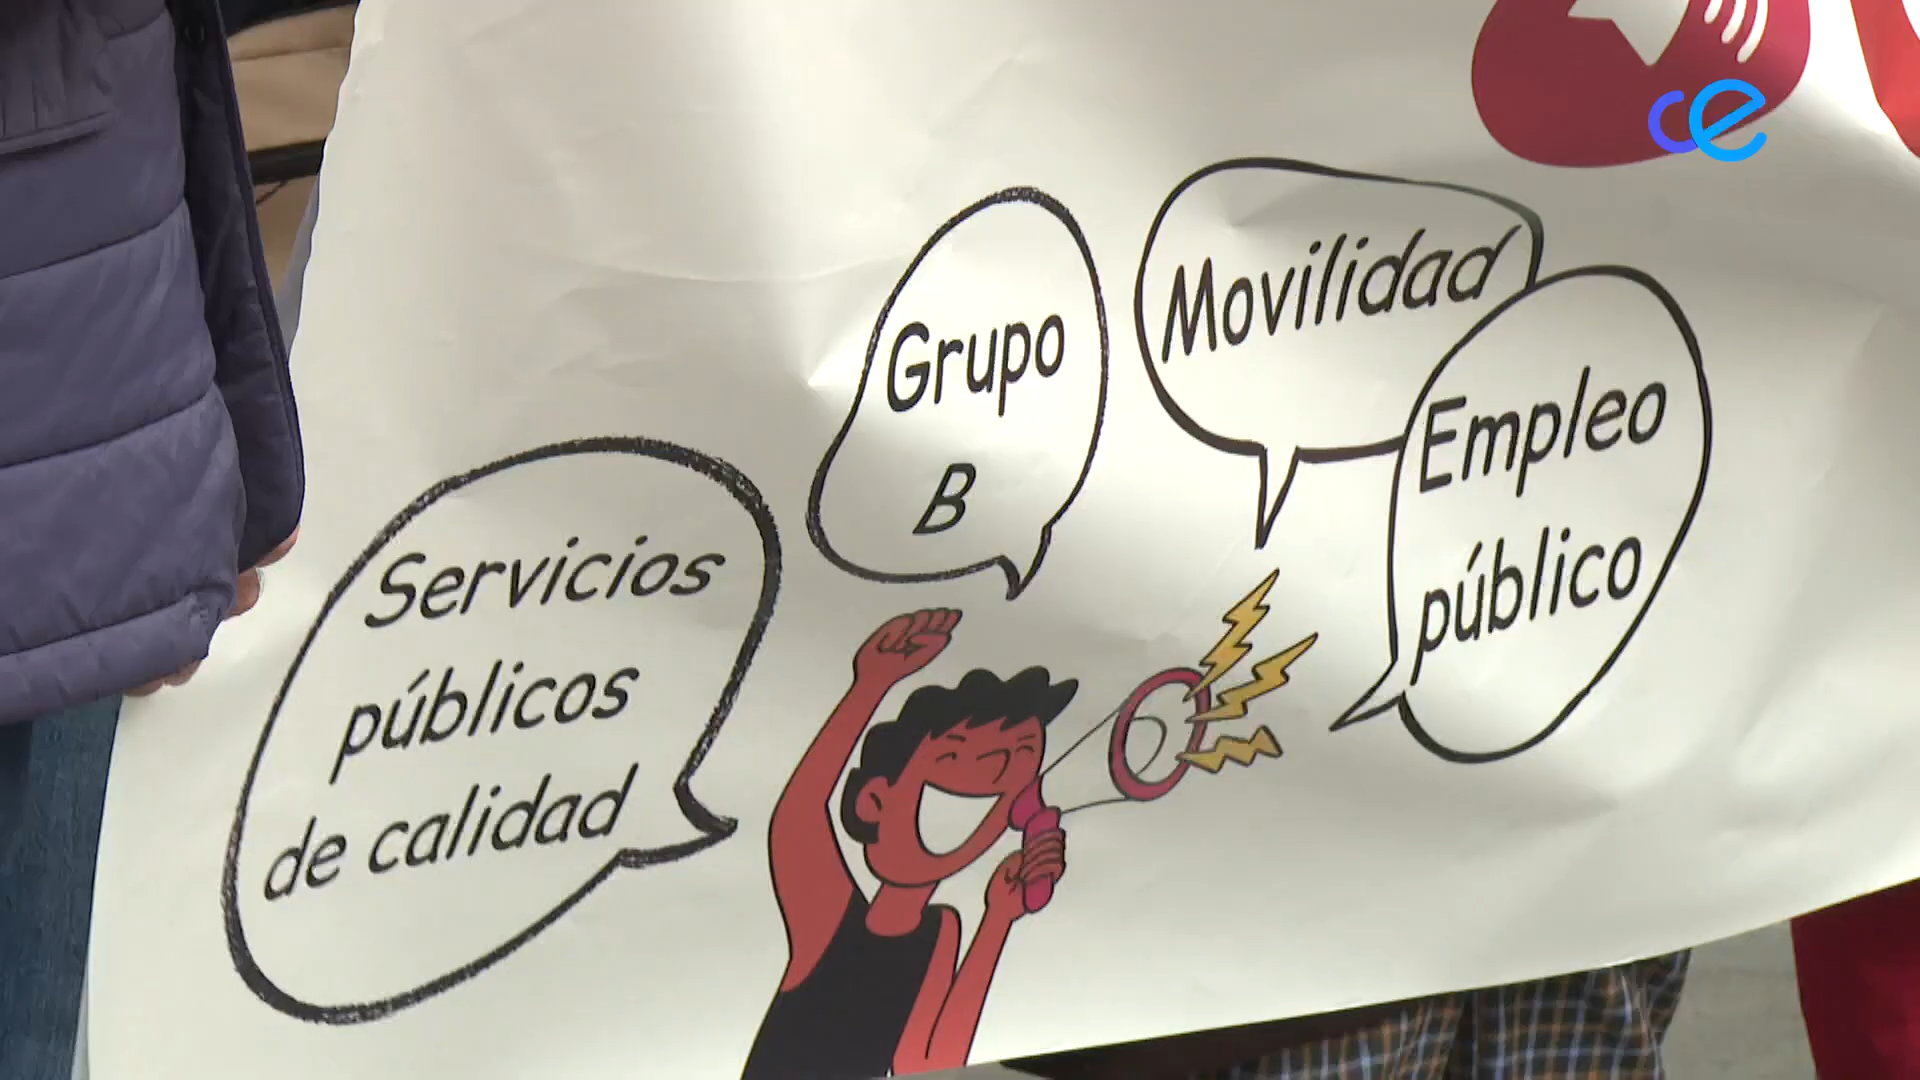 ce
Grupo
B
Movilidad
Empleo
público
Servicios
públicos
de calidad